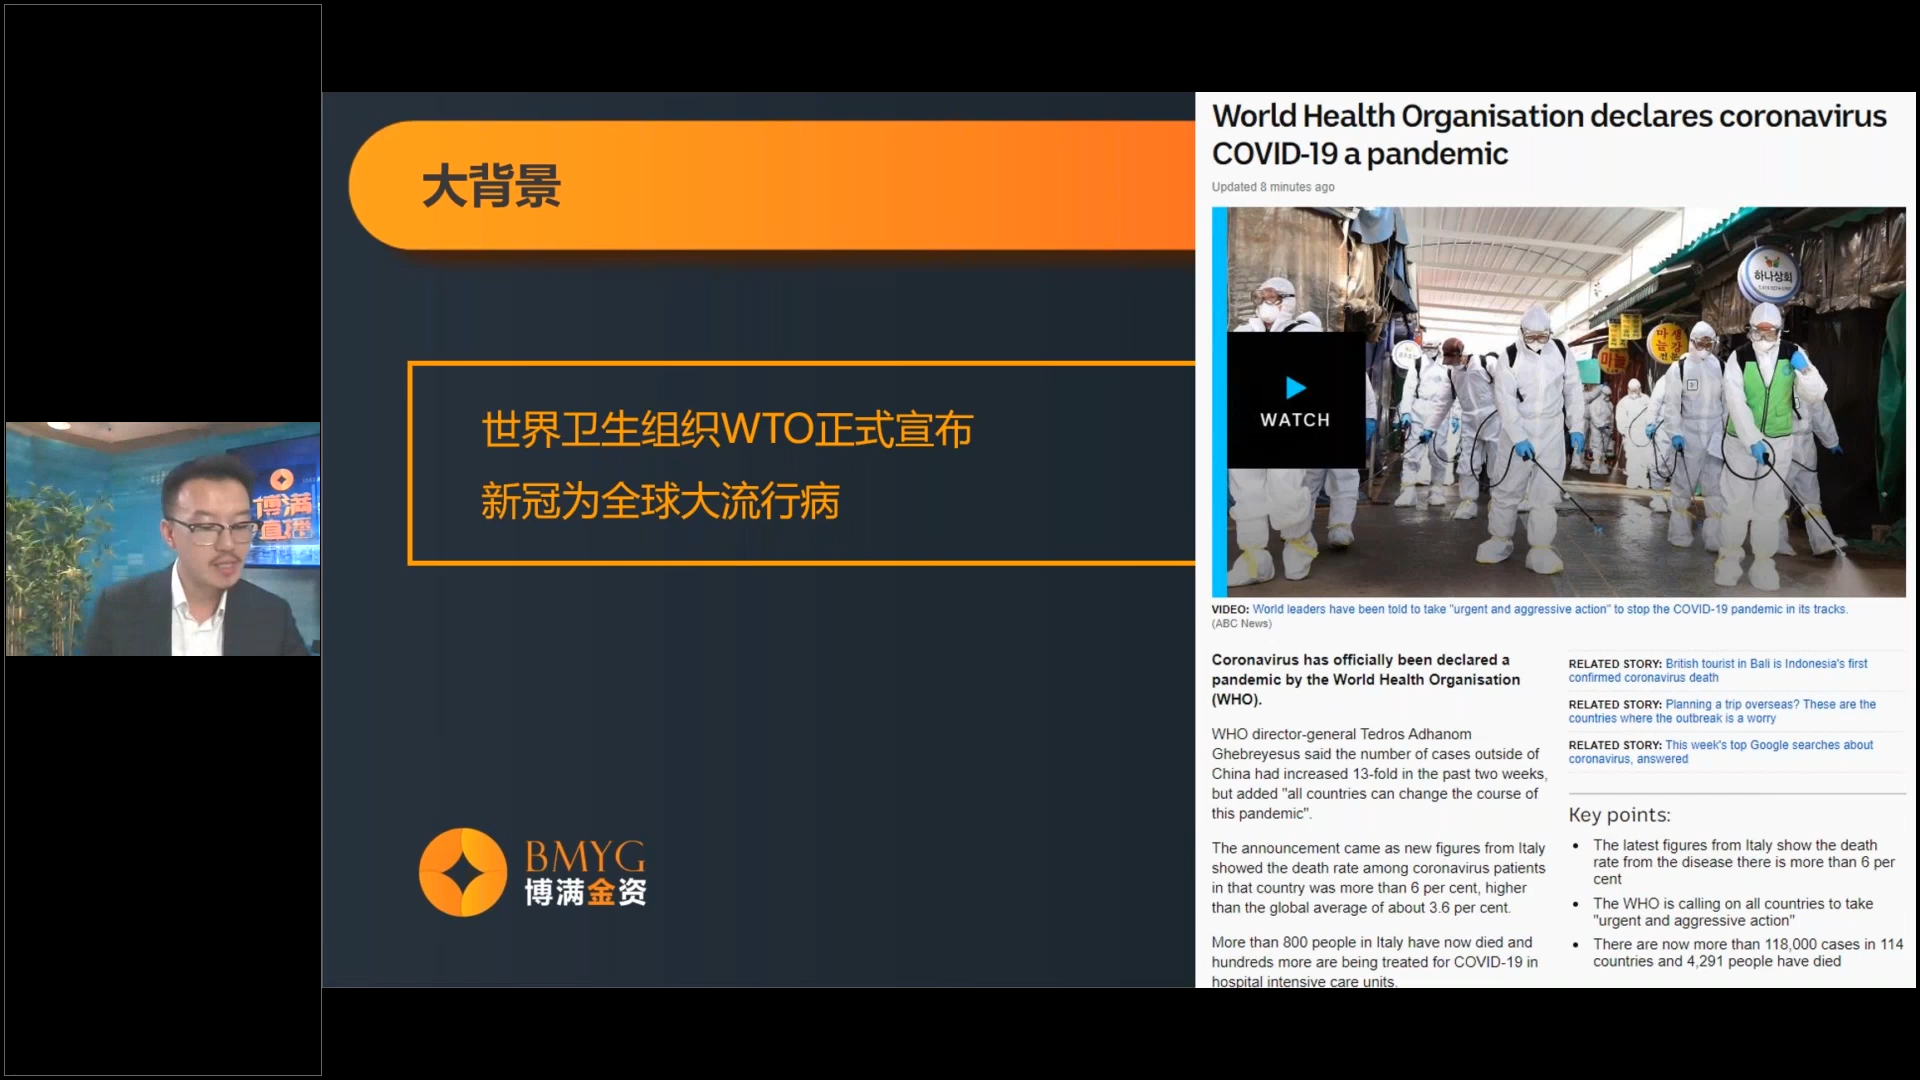 大背景
世界卫生组织WTO正式宣布
新冠为全球大流行病
BMYG
博满金资
博满
直播
World Health Organisation declares coronavirus
COVID-19 a pandemic
Updated 8 minutes ago
하나상회
WATCH
VIDEO: World leaders have been told to take "urgent and aggressive action" to stop the COVID-19 pandemic in its tracks.
(ABC News)
Coronavirus has officially been declared a
pandemic by the World Health Organisation
(WHO).
WHO director-general Tedros Adhanom
Ghebreyesus said the number of cases outside of
China had increased 13-fold in the past two weeks,
but added "all countries can change the course of
this pandemic".
The announcement came as new figures from Italy
showed the death rate among coronavirus patients
in that country was more than 6 per cent, higher
than the global average of about 3.6 per cent.
More than 800 people in Italy have now died and
hundreds more are being treated for COVID-19 in
hospital intensive care units.
RELATED STORY: British tourist in Bali is Indonesia's first
confirmed coronavirus death
RELATED STORY: Planning a trip overseas? These are the
countries where the outbreak is a worry
RELATED STORY: This week's top Google searches about
coronavirus, answered
Key points:
The latest figures from Italy show the death
rate from the disease there is more than 6 per
cent
The WHO is calling on all countries to take
"urgent and aggressive action"
There are now more than 118,000 cases in 114
countries and 4,291 people have died